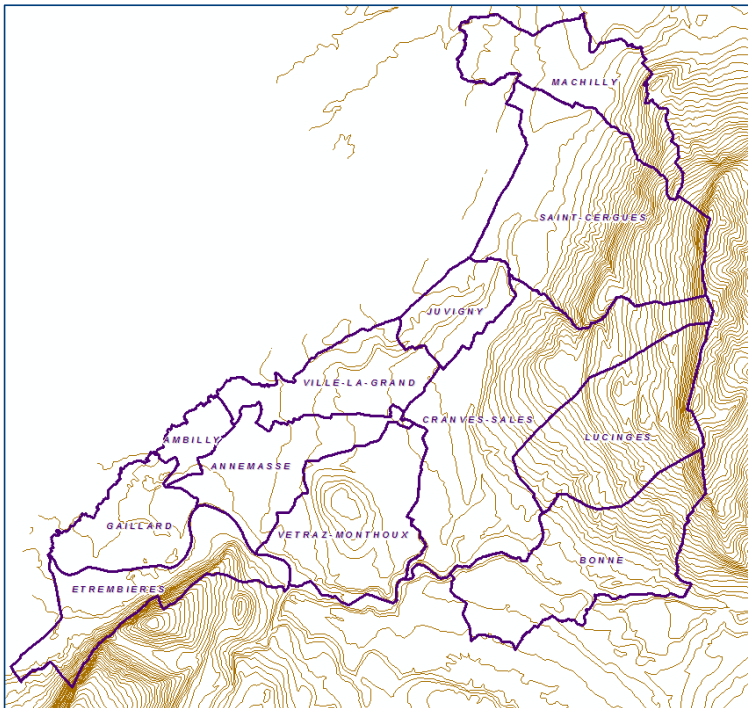 MACHILLY
SAINT-CERGUES
JUVIGNY
VILLE-LA-GRAND
CRANVES-SALES
AMBILLY
LUCINGES
ANNEMASSE
GAILLARD
VETRAZ-MONTHOUX
BONNE
ETREMBIERES